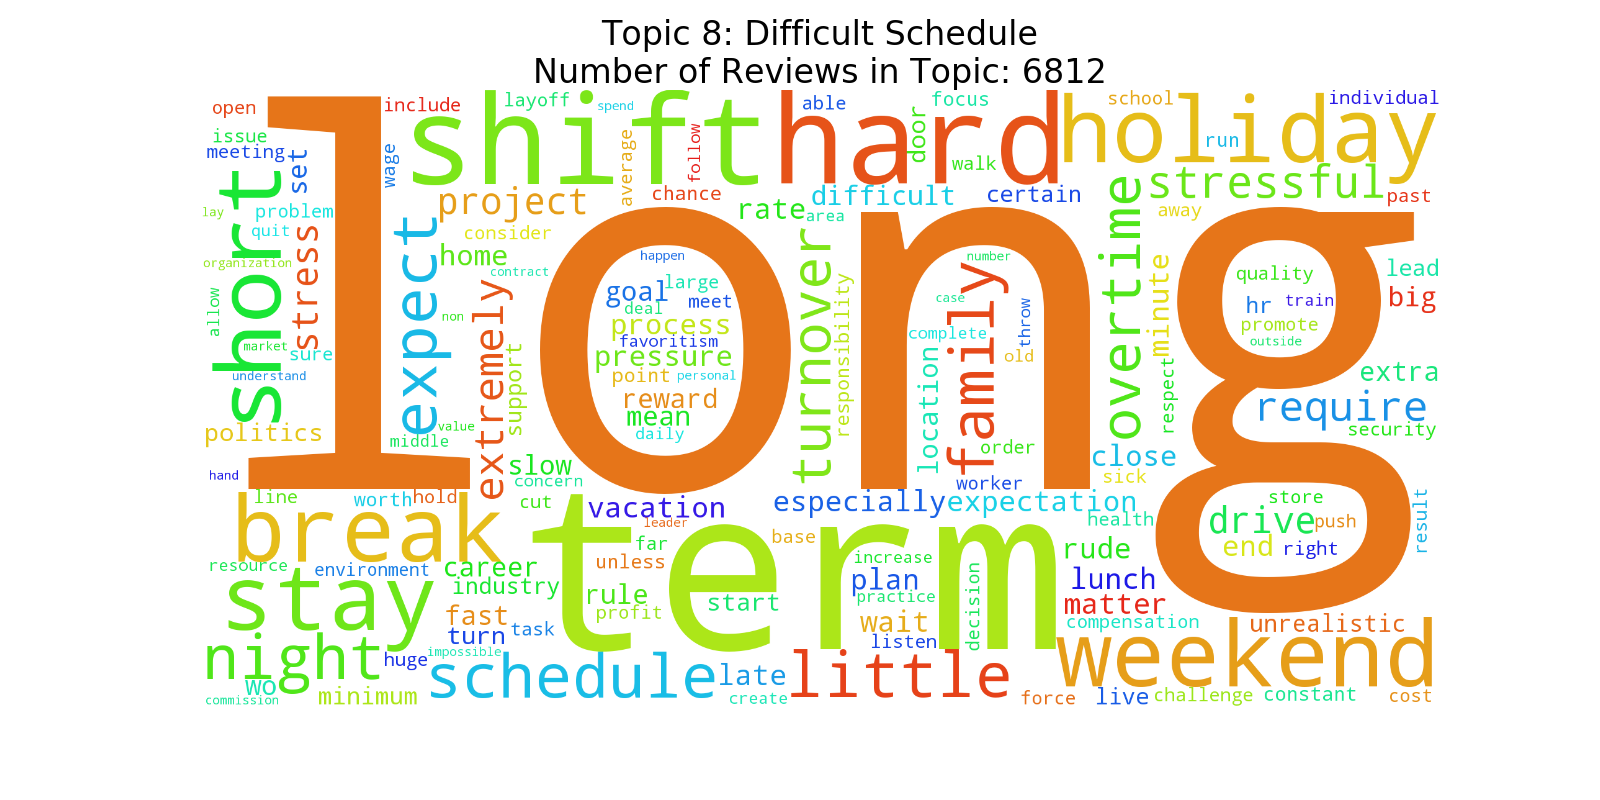 Topic 8: Difficult Schedule
Number of Reviews in Topic: 6812
open
include
layoff
spend
able
focus
school
individual
long
shift
hard
holiday
issue
meeting
set
wage
average
follow
door
walk
run
short
stress
lay
problem
quit
organization
allow
market
sure
understand
project
chance
rate
difficult
area
certain
stressful
past
away
expect
consider
home
contract
non
extremely
support
happen
goal
large
meet
deal
process
favoritism
pressure
point
personal
reward
mean
daily
turnover
responsibility
number
case
complete
location
family
throw
old
order
worker
overtime
minute
respect
quality
hr
train
promote
outside
lead
big
extra
require
security
politics
middle
value
hand
slow
concern
close
sick
line
worth
hold
cut
vacation
leader
especially
expectation
health
store
drive
push
end
right
result
break
term
far
base
unless
increase
rude
resource
environment
career
industry
rule
profit
start
plan
practice
decision
lunch
matter
compensation
unrealistic
stay
fast
turn
task
wait
listen
night
huge
impossible
schedule
late
little
weekend
wo
commission
minimum
create
force
live
challenge
constant
cost